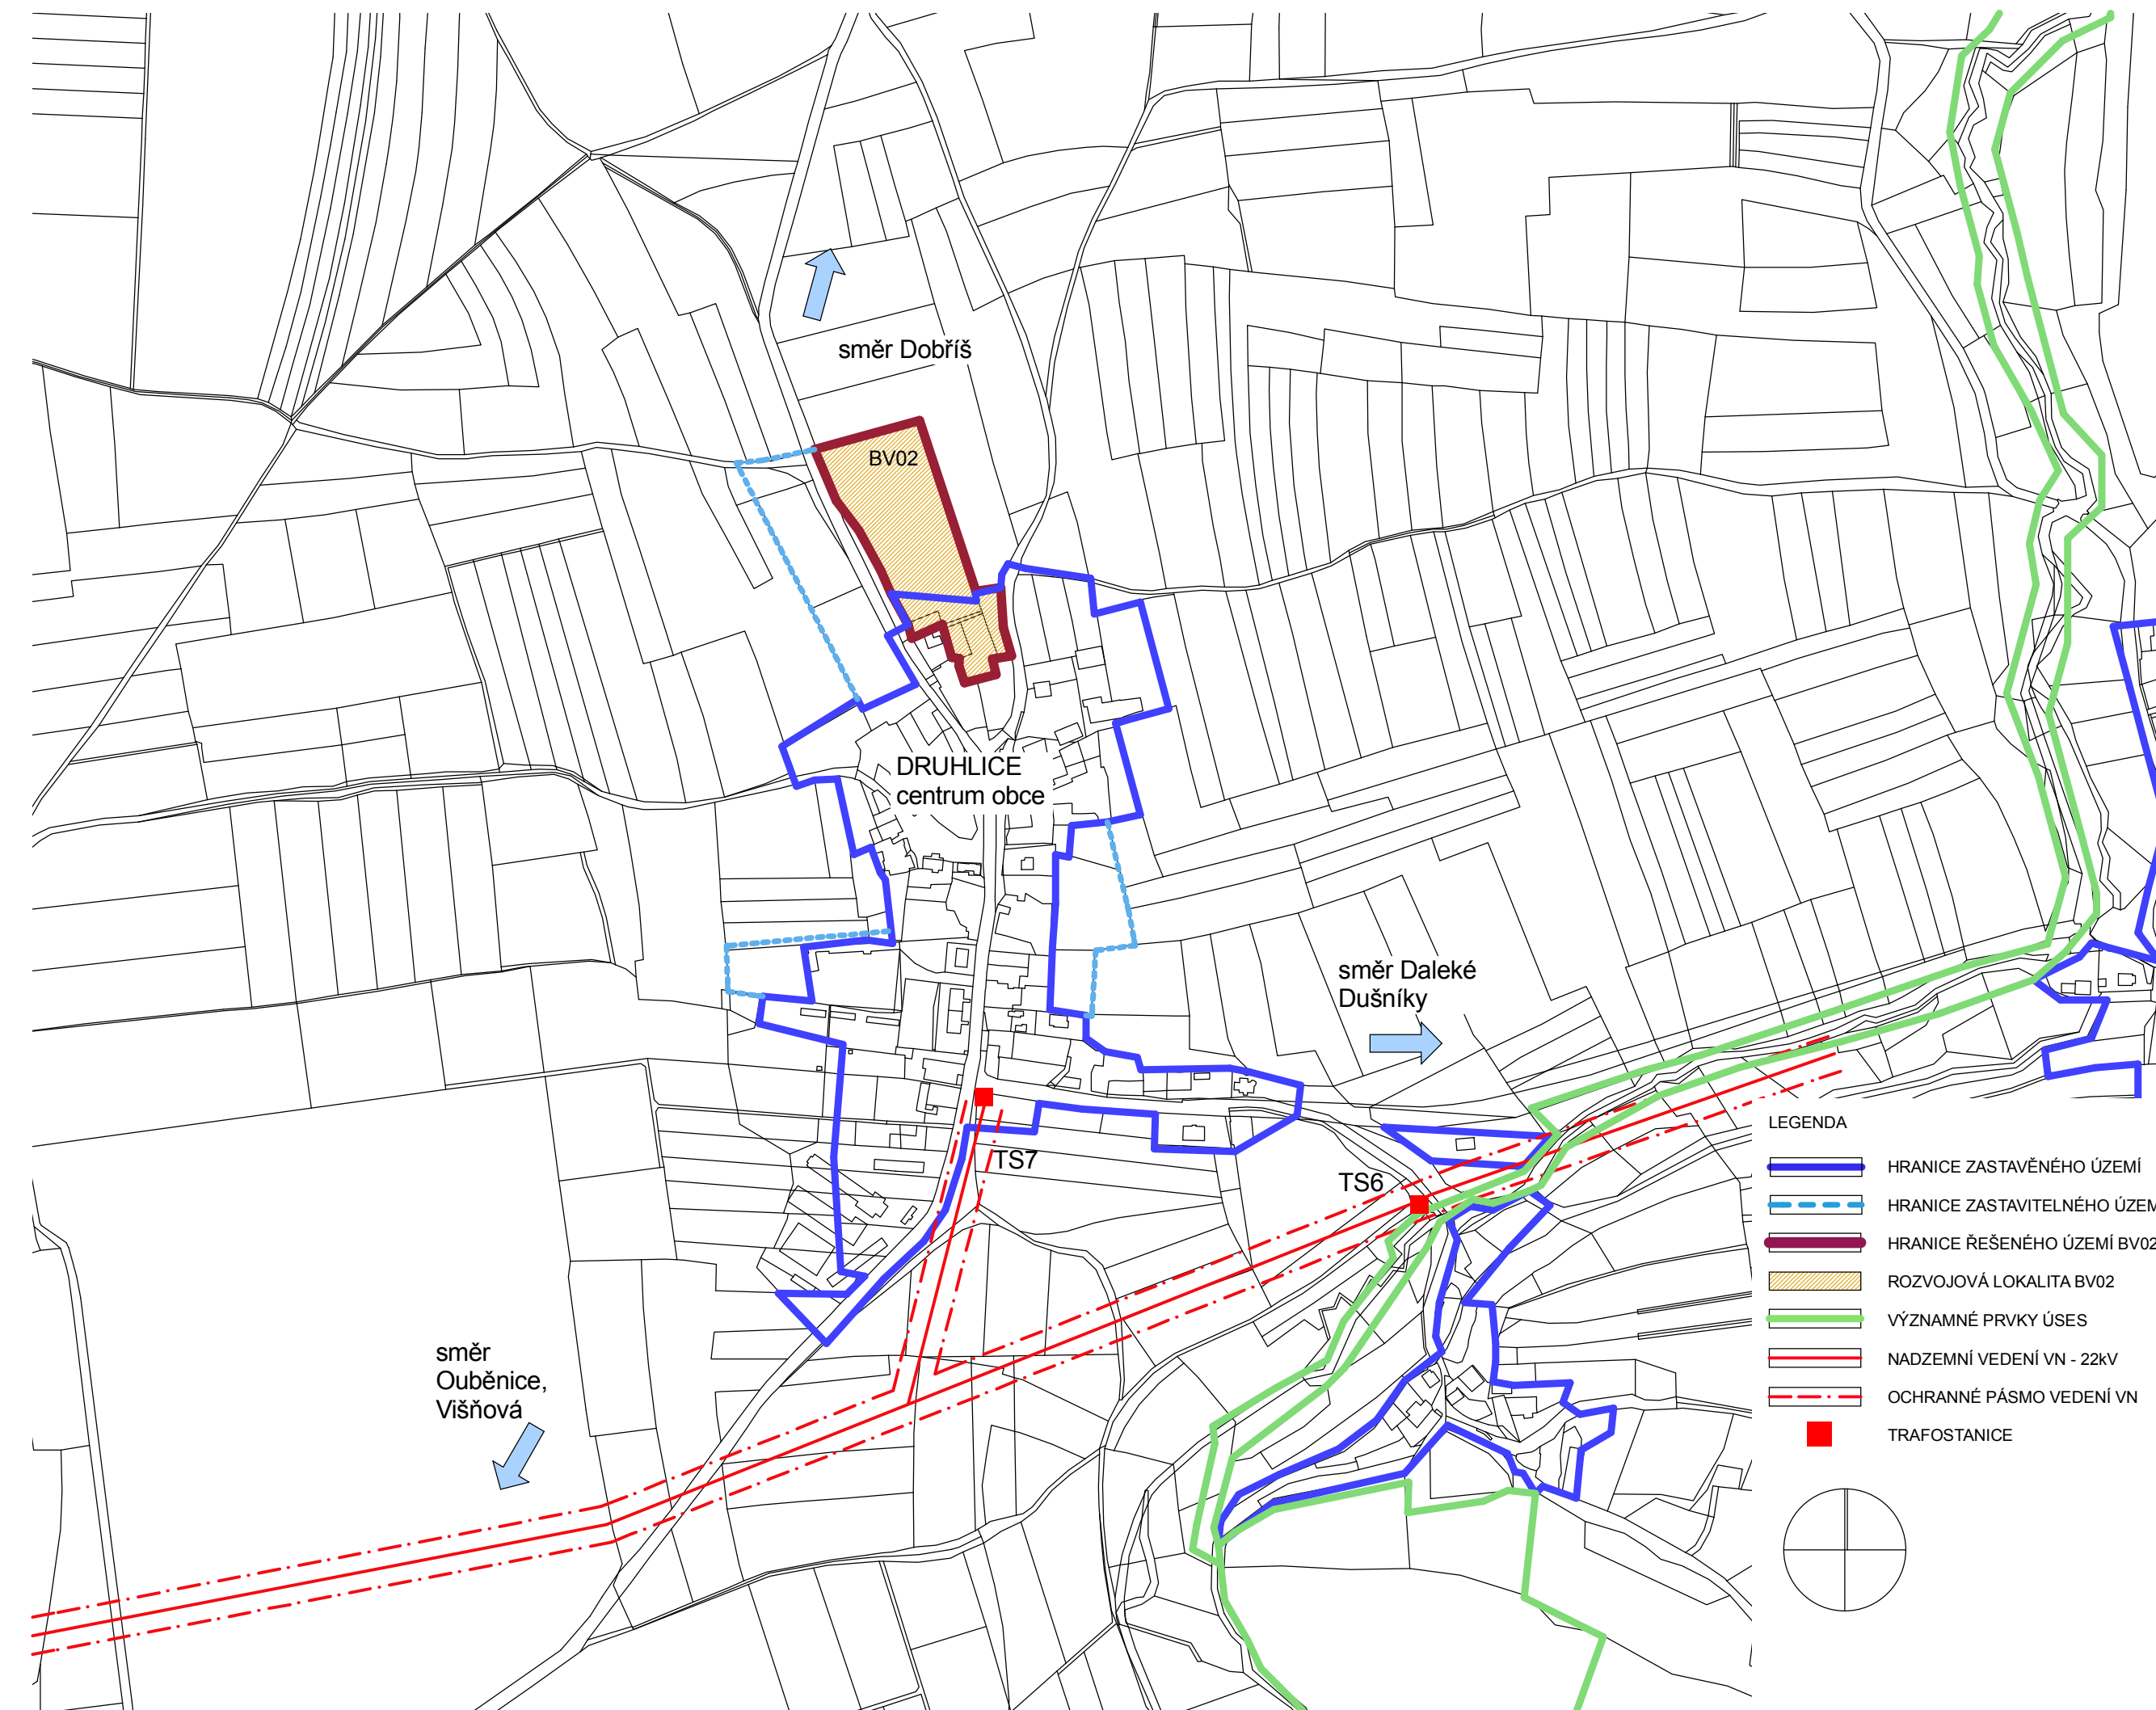 směr Dobříš
BV02
DRUHLICE
centrum obce
směr Daleké
Dušníky
TS7
TS6
směr
Ouběnice,
Višňová
LEGENDA
HRANICE ZASTAVĚNÉHO ÚZEMÍ
HRANICE ZASTAVITELNÉHO ÚZEM
HRANICE ŘEŠENÉHO ÚZEMÍ BV02
ROZVOJOVÁ LOKALITA BV02
VÝZNAMNÉ PRVKY ÚSES
NADZEMNÍ VEDENÍ VN - 22kV
OCHRANNÉ PÁSMO VEDENÍ VN
TRAFOSTANICE